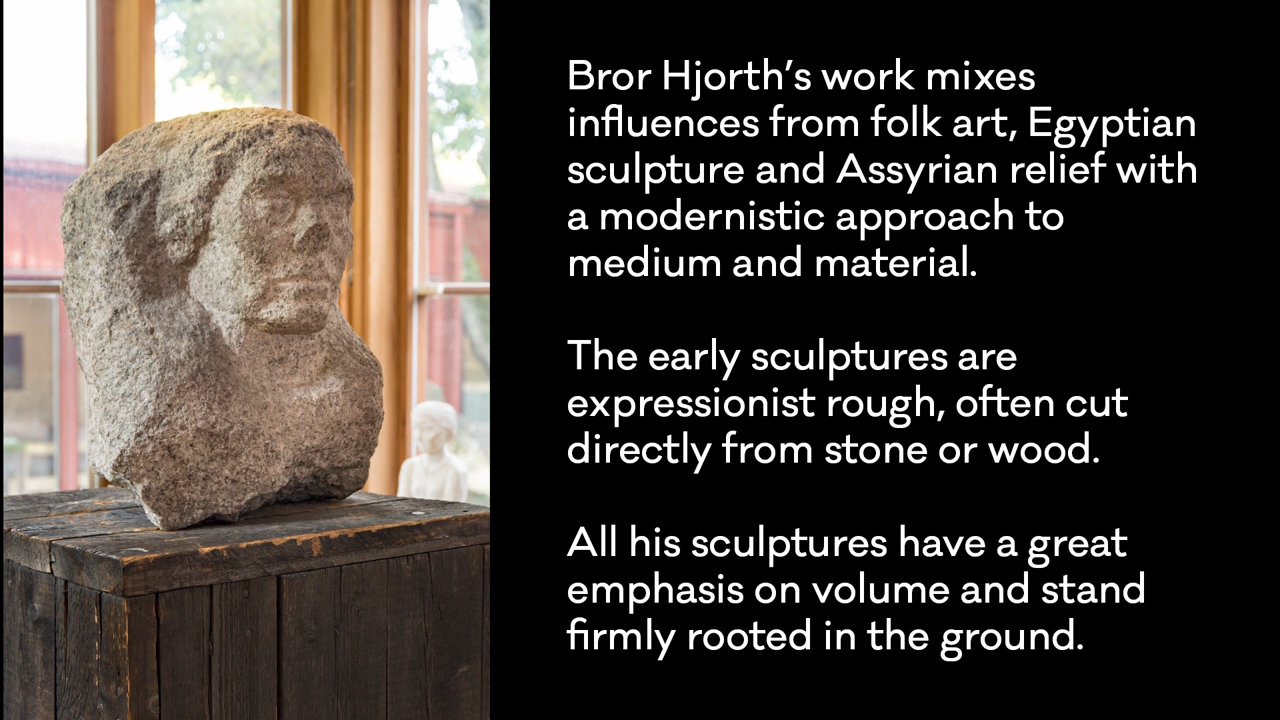 Bror Hjorth’s work mixes
influences from folk art, Egyptian
sculpture and Assyrian relief with
a modernistic approach to
medium and material.
The early sculptures are
expressionist rough, often cut
directly from stone or wood.
All his sculptures have a great
emphasis on volume and stand
firmly rooted in the ground.